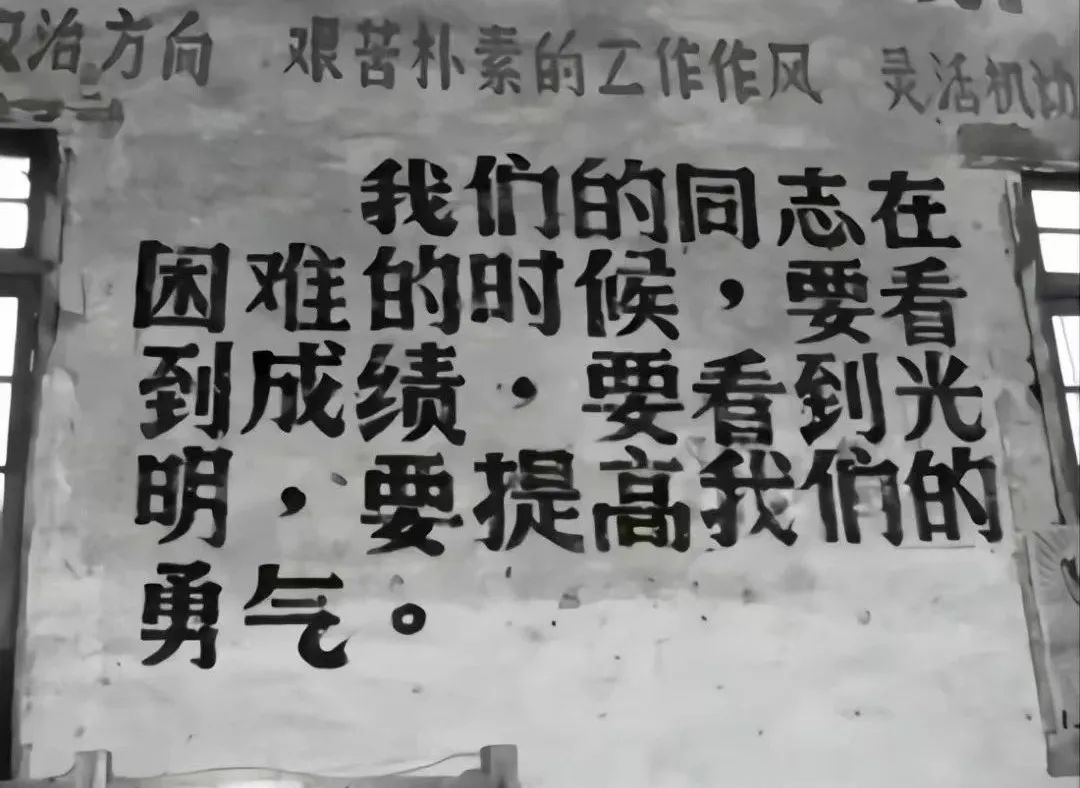 治方向 艰苦朴素的工作作风 灵活机动
我们的同志在
困难的时候，要看
到成绩，要看到光
明，要提高我们的
勇气。